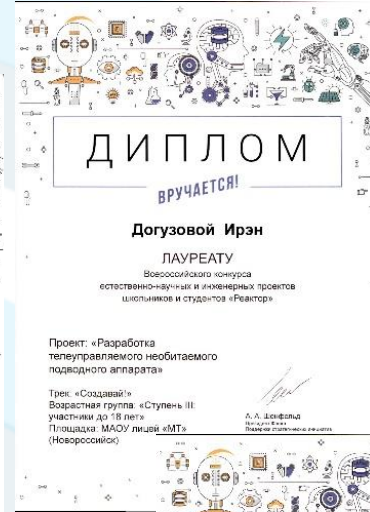 ДИПЛОМ
ВРУЧАЕТСЯ!
Догузовой Ирэн
ЛАУРЕАТУ
Всероссийского конкурса
естественно-научных и инженерных проектов
школьников и студентов «Реактор»
Проект: «Разработка
телеуправляемого необитаемого
подводного аппарата»
Трек: «Создавай!»
Возрастная группа: «Ступень III:
участники до 18 лет»
Площадка: МАОУ лицей «МТ»
(Новороссийск)
А. А. Шенфельд